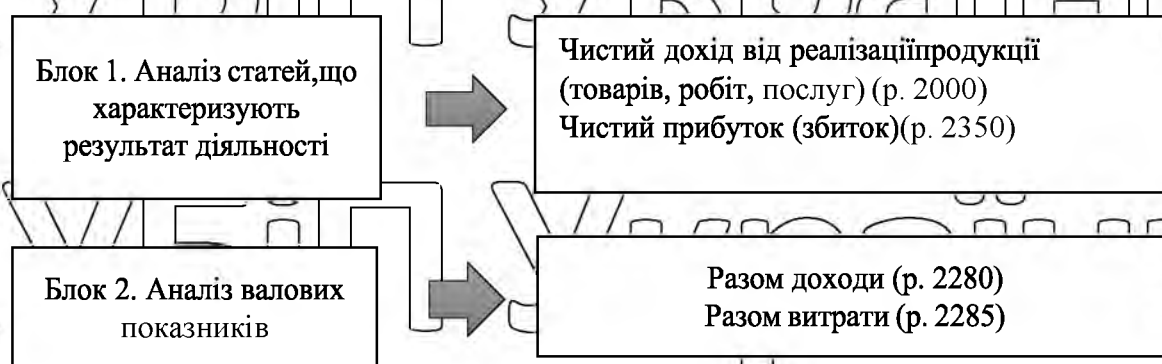 Блок 1. Аналіз статей,що
характеризують
результат діяльності
Чистий дохід від реалізаціїпродукції
(товарів, робіт, послуг) (р. 2000)
Чистий прибуток (збиток)(р. 2350)
Блок 2. Аналіз валових
показників
Разом доходи (р. 2280)
Разом витрати (р. 2285)